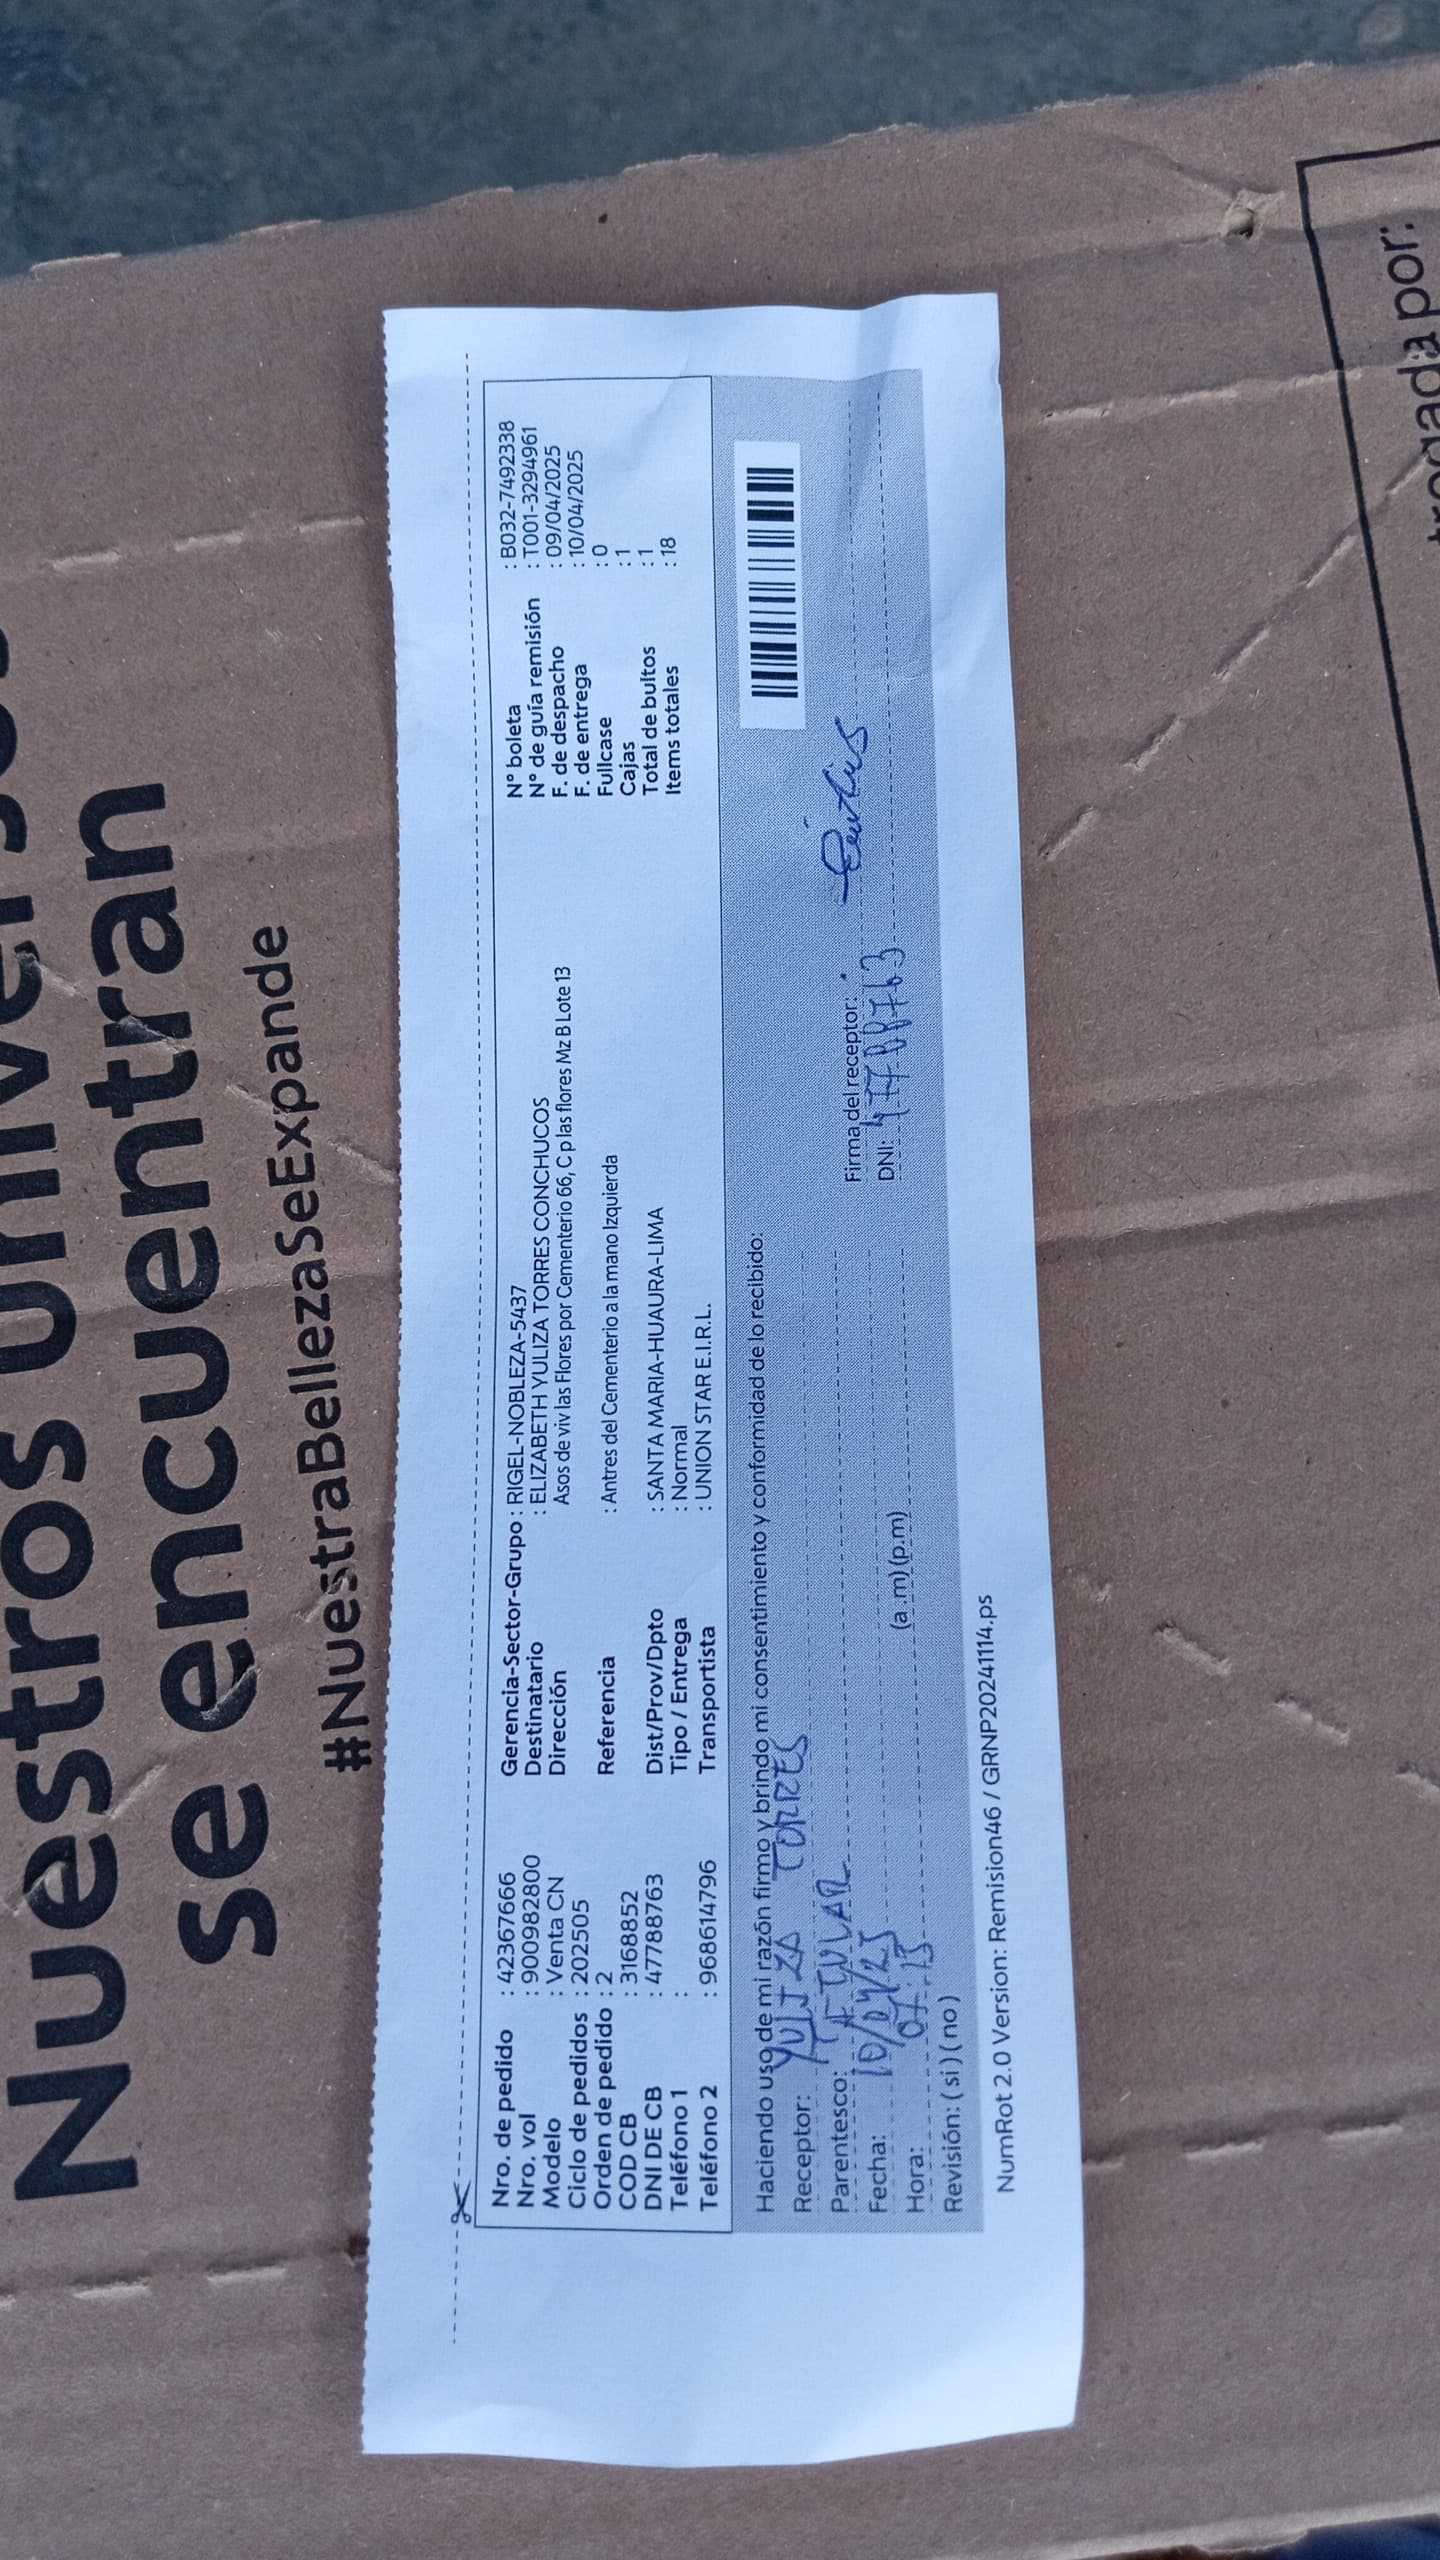 Nuestros
se encuentran
#NuestraBellezaSeExpande
Nro. de pedido : 42367666 Gerencia-Sector-Grupo : RIGEL-NOBLEZA-5437 N° boleta : B032-7492338
Nro. vol : 900982800 Destinatario : ELIZABETH YULIZA TORRES CONCHUCOS N° de guía remisión : T001-3294961
Modelo : Venta CN Dirección Asos de viv las Flores por Cementerio 66, C p las flores Mz B Lote 13 F. de despacho : 09/04/2025
Ciclo de pedidos : 202505 F. de entrega : 10/04/2025
Orden de pedido : 2 Referencia : Antres del Cementerio a la mano Izquierda Fullcase : 0
COD CB : 3168852 Cajas : 1
DNI DE CB : 47788763 Dist/Prov/Dpto : SANTA MARIA-HUAURA-LIMA Total de bultos : 1
Teléfono 1 : Tipo / Entrega : Normal Items totales : 18
Teléfono 2 : 968614796 Transportista : UNION STAR E.I.R.L.
Haciendo uso de mi razón firmo y brindo mi consentimiento y conformidad de lo recibido:
Receptor: YULIZA TORRES
Parentesco: TITULAR Firma del receptor:
Fecha: 10/04/25 DNI: 47788763
Hora: 07:15 (a .m) (p.m)
Revisión: ( si ) ( no )
NumRot 2.0 Version: Remision46 / GRNP20241114.ps
por: